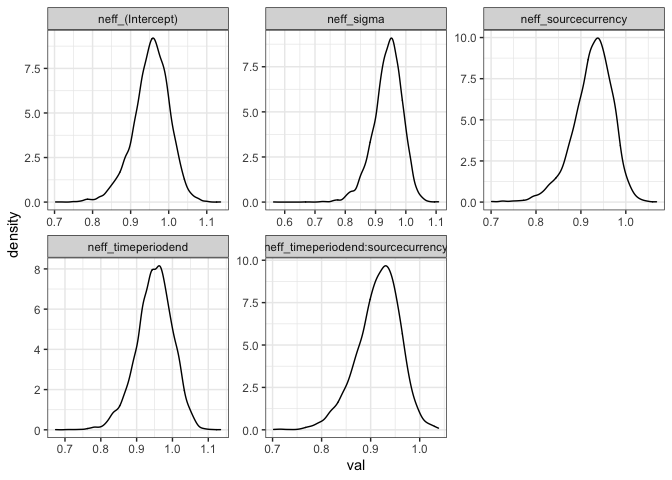 neff_(Intercept)
neff_sigma
neff_sourcecurrency
7.5
5.0
2.5
0.0
0.7 0.8 0.9 1.0 1.1
7.5
5.0
2.5
0.0
0.6 0.7 0.8 0.9 1.0 1.1
10.0
7.5
5.0
2.5
0.0
0.7 0.8 0.9 1.0
density
neff_timeperiodend
neff_timeperiodend:sourcecurrency
8
6
4
2
0
0.7 0.8 0.9 1.0 1.1
10.0
7.5
5.0
2.5
0.0
0.7 0.8 0.9 1.0
val